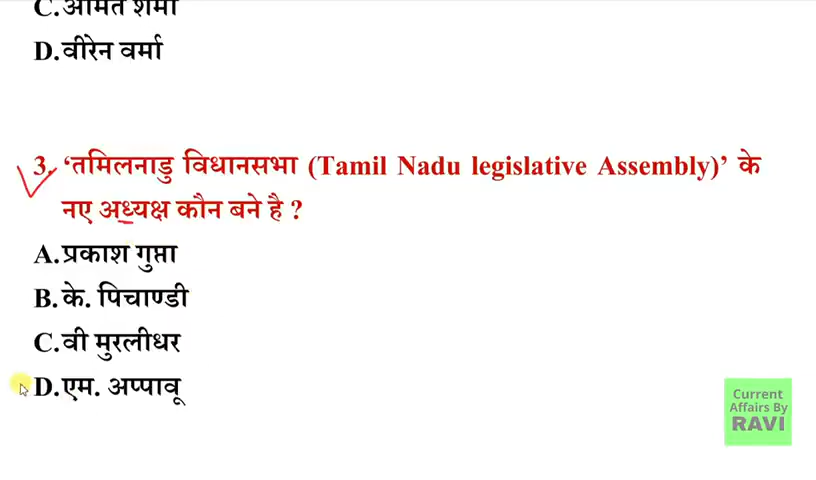 C.अमित शर्मा
D.वीरेन वर्मा
3. ‘तमिलनाडु विधानसभा (Tamil Nadu legislative Assembly)’ के
नए अध्यक्ष कौन बने है ?
A.प्रकाश गुप्ता
B.के. पिचाण्डी
C.वी मुरलीधर
D.एम. अप्पावू
Current
Affairs By
RAVI